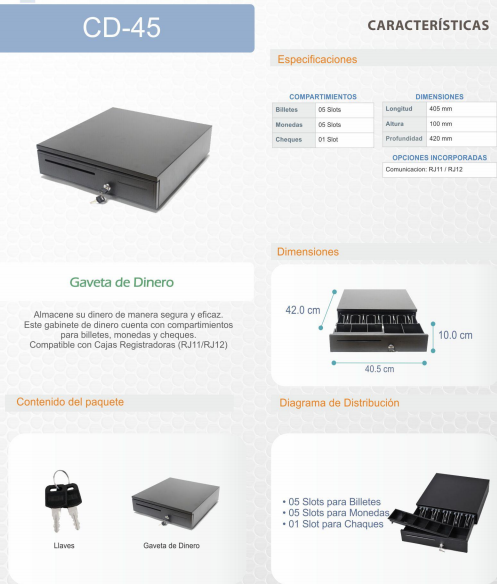 CD-45
CARACTERÍSTICAS
Especificaciones
COMPARTIMIENTOS
Billetes 05 Slots
Monedas 05 Slots
Cheques 01 Slot
DIMENSIONES
Longitud 405 mm
Altura 100 mm
Profundidad 420 mm
OPCIONES INCORPORADAS
Comunicacion: RJ11 / RJ12
Gaveta de Dinero
Almacene su dinero de manera segura y eficaz.
Este gabinete de dinero cuenta con compartimientos
para billetes, monedas y cheques.
Compatible con Cajas Registradoras (RJ11/RJ12)
Dimensiones
42.0 cm
10.0 cm
40.5 cm
Contenido del paquete
Llaves
Gaveta de Dinero
Diagrama de Distribución
• 05 Slots para Billetes
• 05 Slots para Monedas
• 01 Slot para Chaques